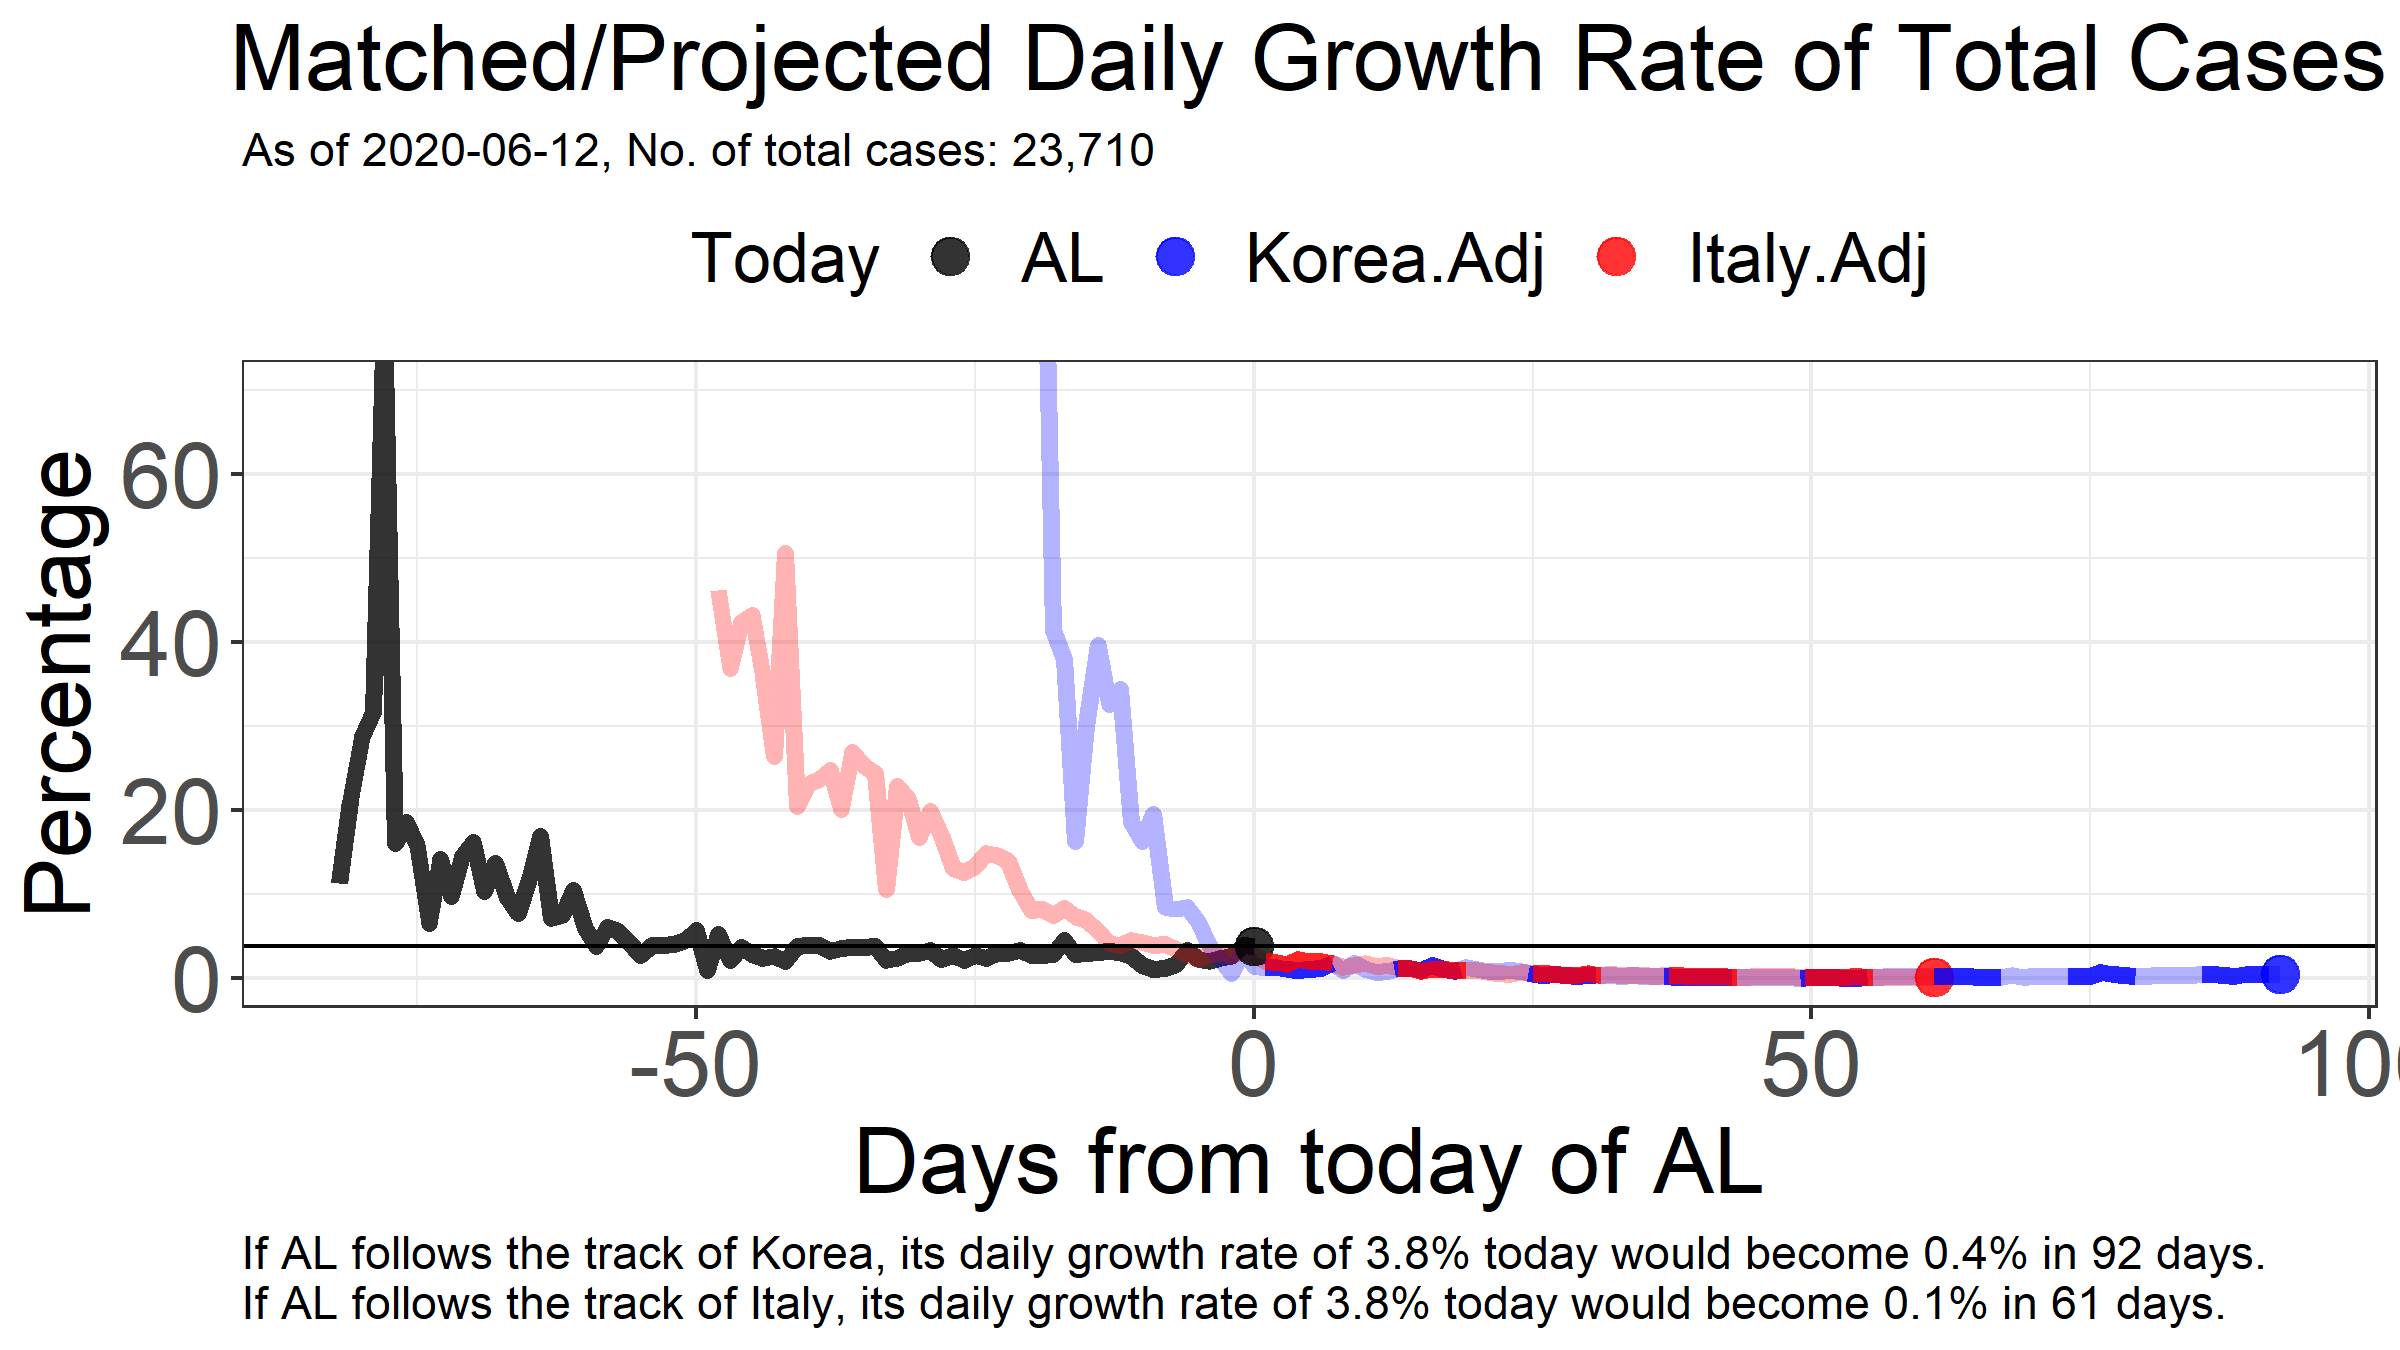 Matched/Projected Daily Growth Rate of Total Cases
As of 2020-06-12, No. of total cases: 23,710
Today AL Korea.Adj Italy.Adj
Percentage
60
40
20
0
-50 0 50 100
Days from today of AL
If AL follows the track of Korea, its daily growth rate of 3.8% today would become 0.4% in 92 days.
If AL follows the track of Italy, its daily growth rate of 3.8% today would become 0.1% in 61 days.